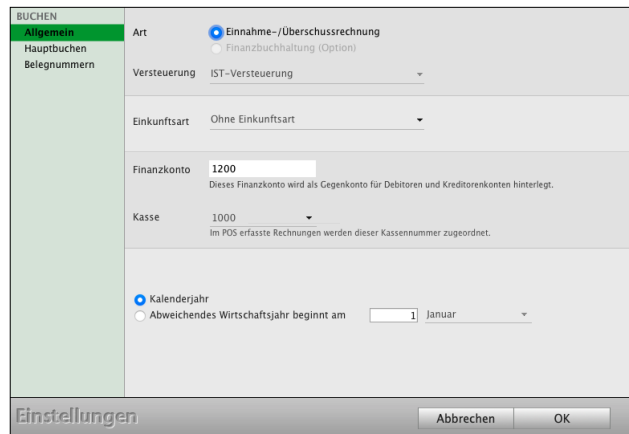 BUCHEN
Allgemein
Hauptbuchen
Belegnummern
Art
Einnahme-/Überschussrechnung
Finanzbuchhaltung (Option)
Versteuerung IST-Versteuerung
Einkunftsart Ohne Einkunftsart
Finanzkonto 1200
Dieses Finanzkonto wird als Gegenkonto für Debitoren und Kreditorenkonten hinterlegt.
Kasse 1000
Im POS erfasste Rechnungen werden dieser Kassennummer zugeordnet.
Kalenderjahr
Abweichendes Wirtschaftsjahr beginnt am 1 Januar
Einstellungen Abbrechen OK